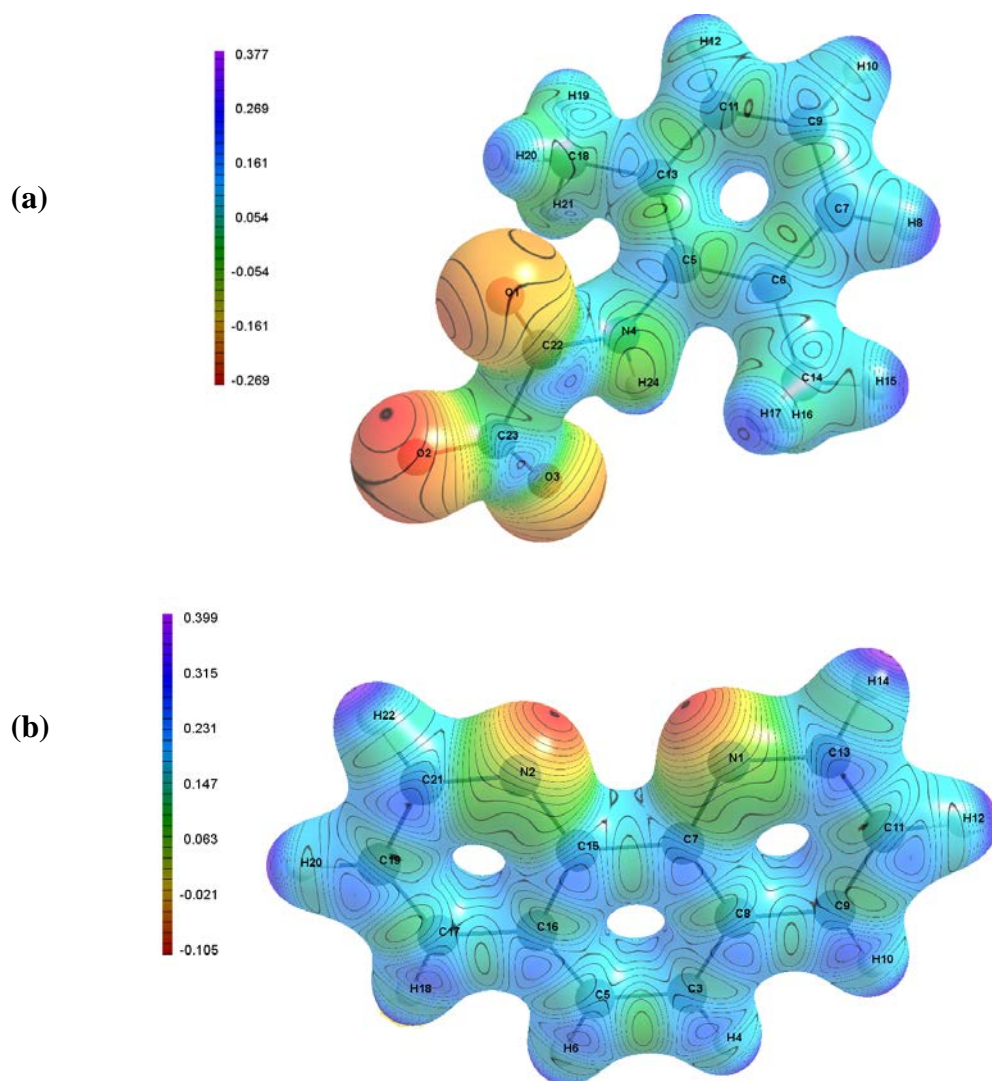 (a)
0.377
0.269
0.161
0.054
-0.054
-0.161
-0.269
H12
H10
H19
C11
C9
H20
C18
C13
H21
C7
H8
C5
C6
O1
N4
C22
C14
H15
H24
H17
H16
C23
O2
O3
(b)
0.399
0.315
0.231
0.147
0.063
-0.021
-0.105
H14
H22
N1
C13
N2
C21
H12
C11
C7
C15
H20
C19
C8
C9
C17
C16
H10
H18
C5
C3
H4
H6